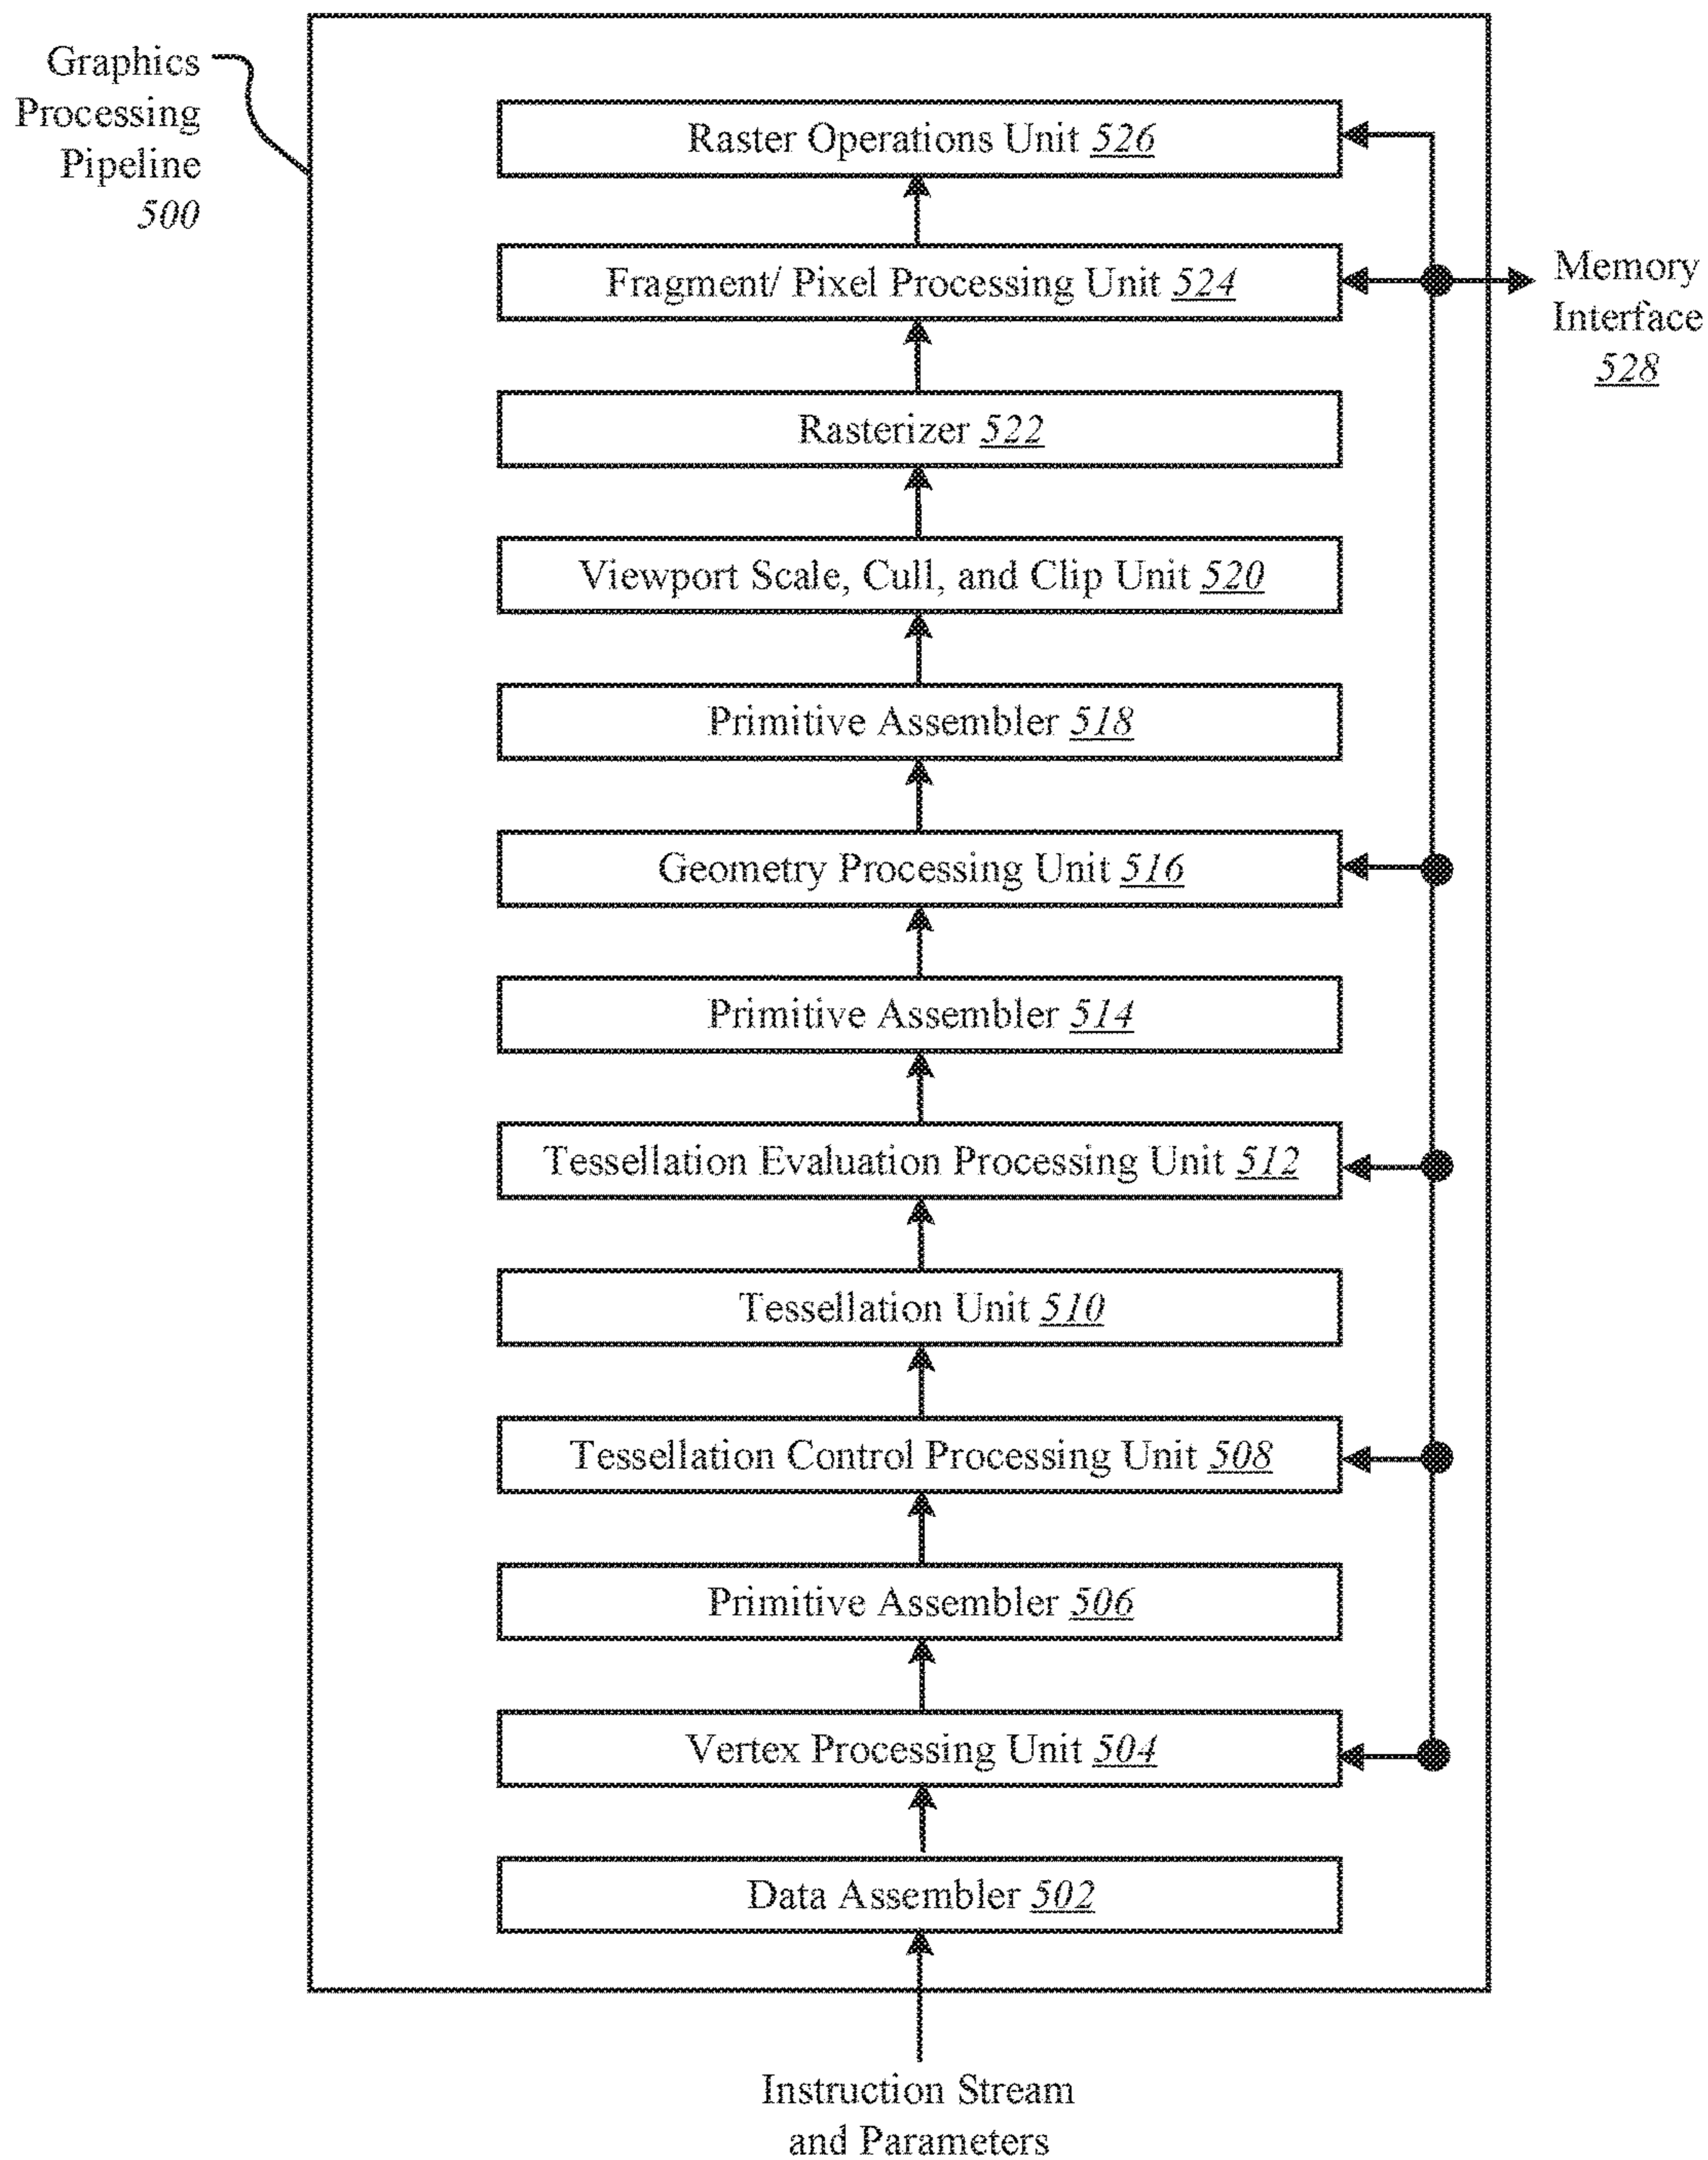 Graphics
Processing
Pipeline
500
Raster Operations Unit 526
Fragment/ Pixel Processing Unit 524
Memory
Interface
528
Rasterizer 522
Viewport Scale, Cull, and Clip Unit 520
Primitive Assembler 518
Geometry Processing Unit 516
Primitive Assembler 514
Tessellation Evaluation Processing Unit 512
Tessellation Unit 510
Tessellation Control Processing Unit 508
Primitive Assembler 506
Vertex Processing Unit 504
Data Assembler 502
Instruction Stream
and Parameters